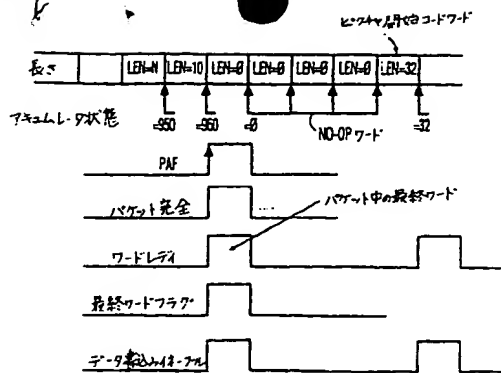 ピクチャ開始コードワード
長さ LEN=N LEN=10 LEN=0 LEN=0 LEN=0 LEN=0 LEN=32
アキュムレータ状態 =950 =960 =0 NO-OPワード =32
PAF
パケット完全
パケット中の最終ワード
ワードレディ
最終ワードフラグ
データ書込みイネーブル